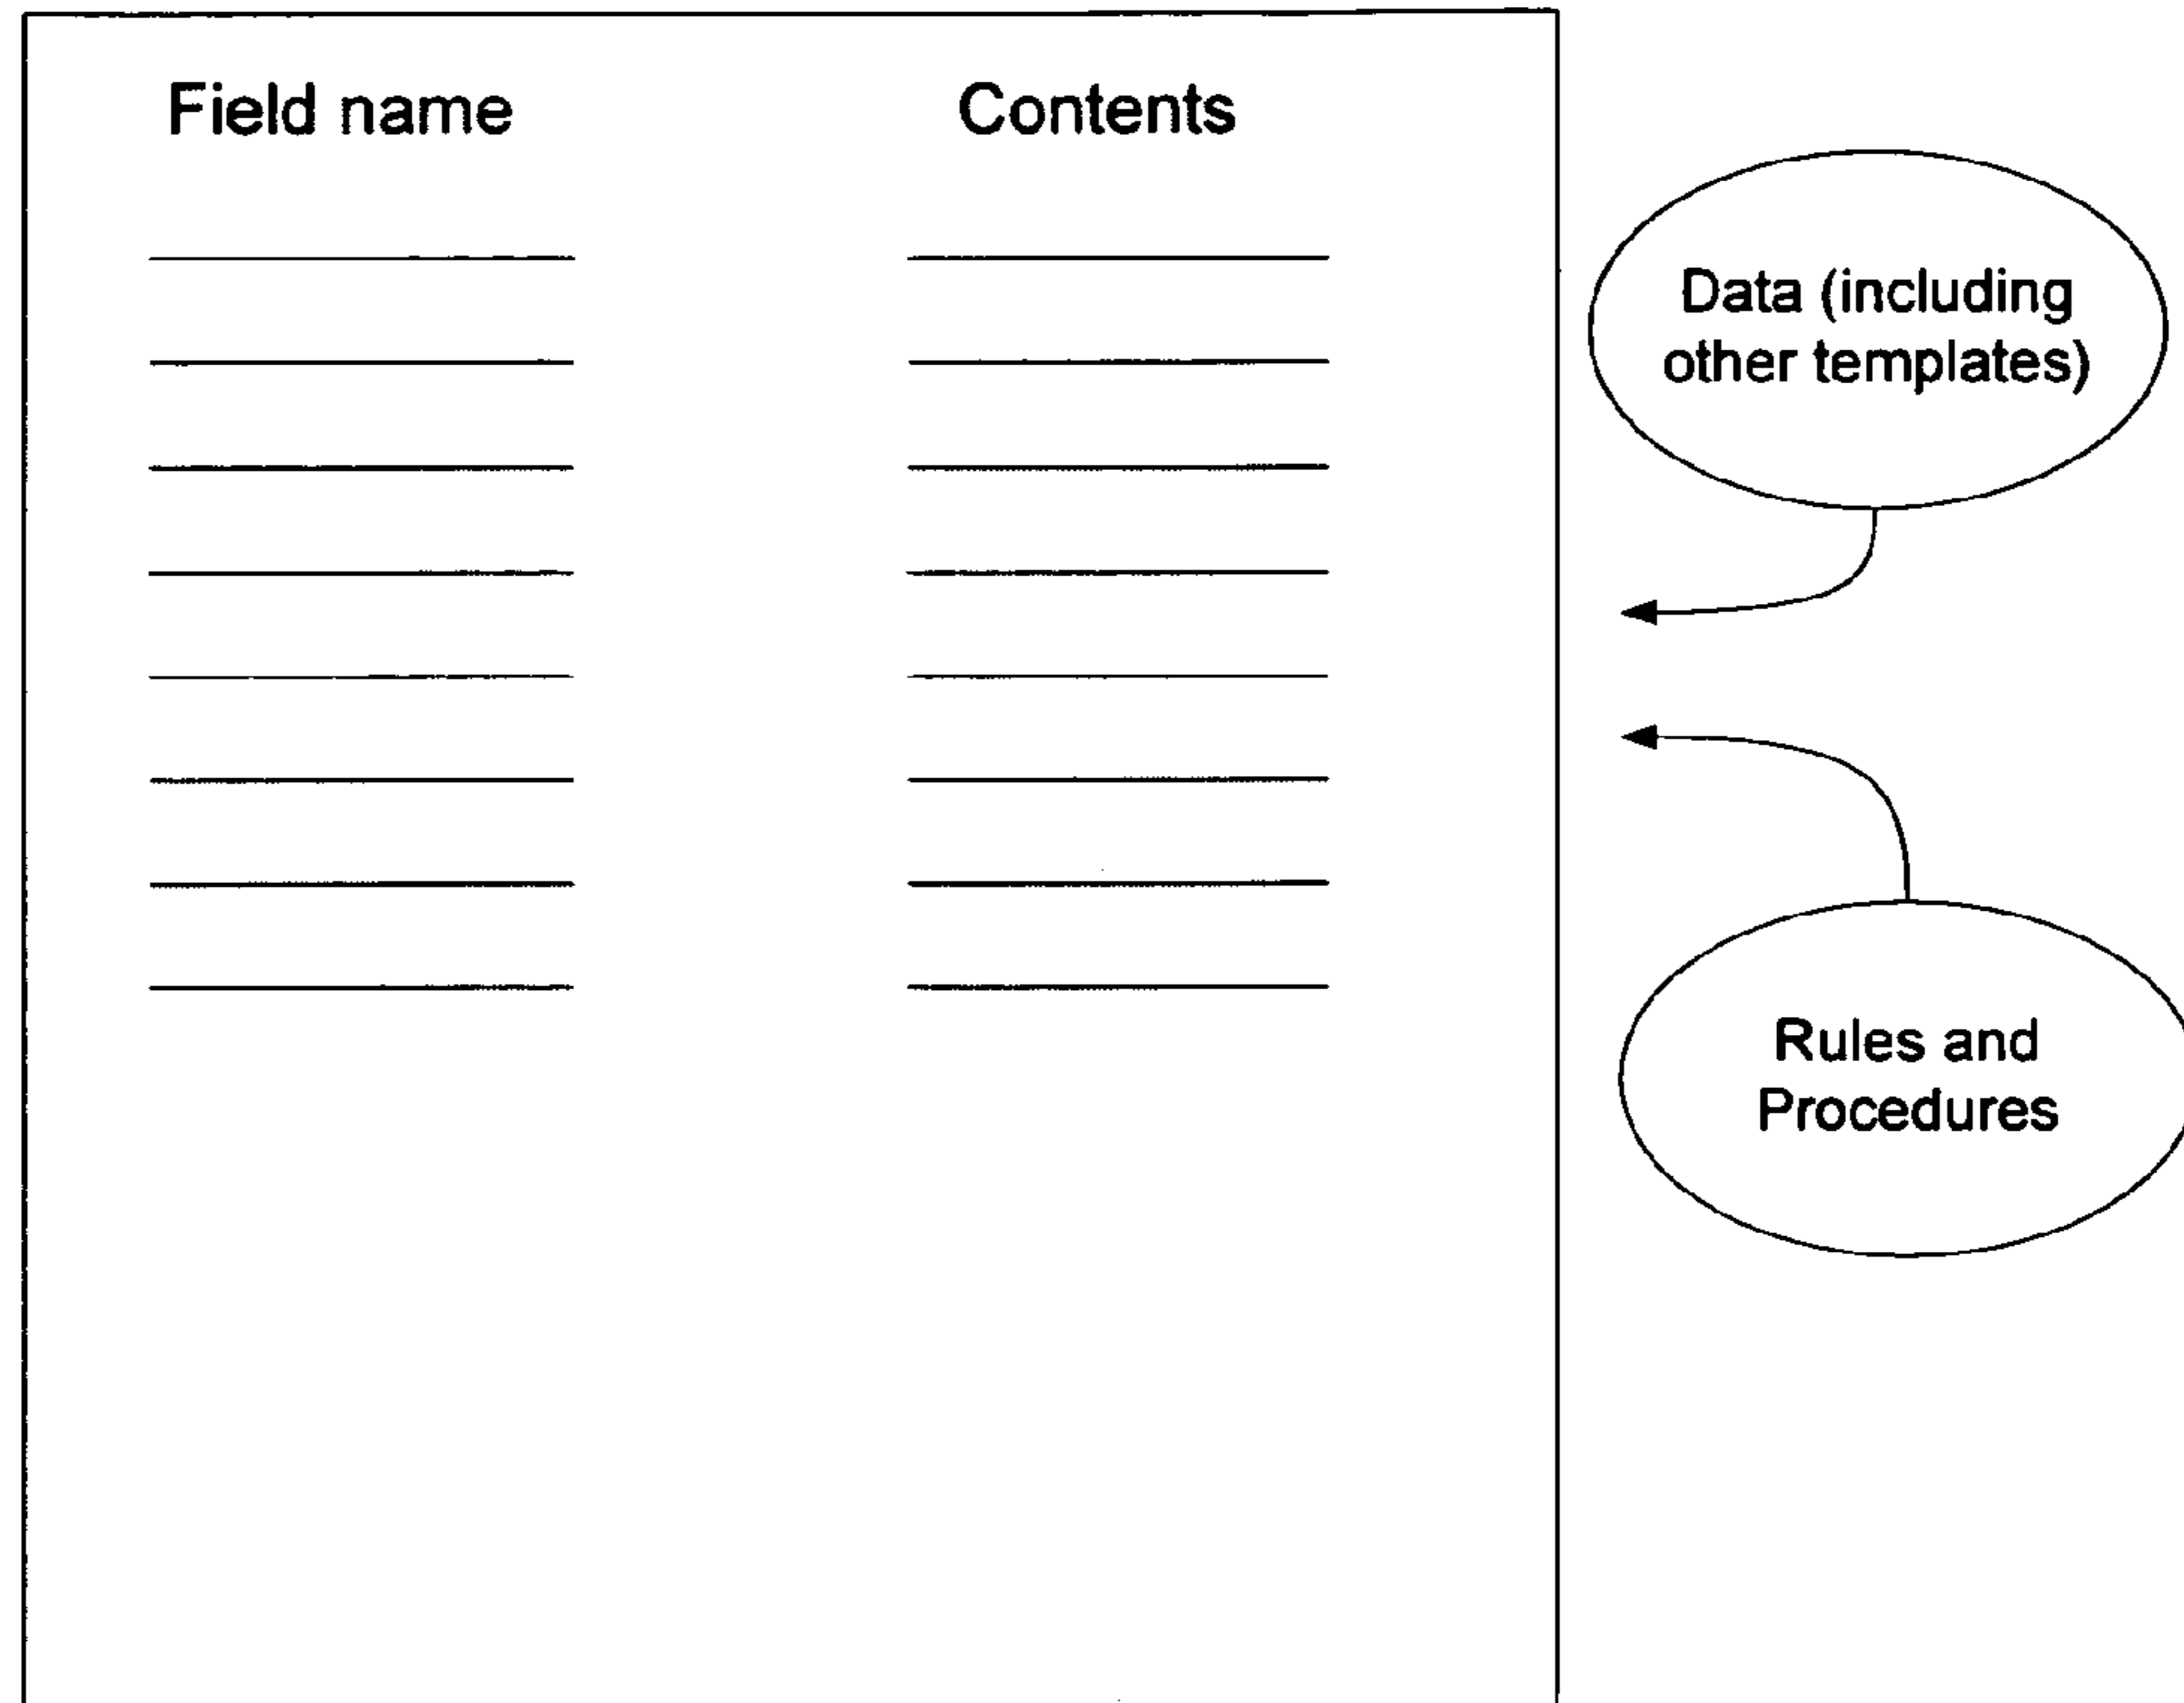 Field name
Contents
Data (including
other templates)
Rules and
Procedures